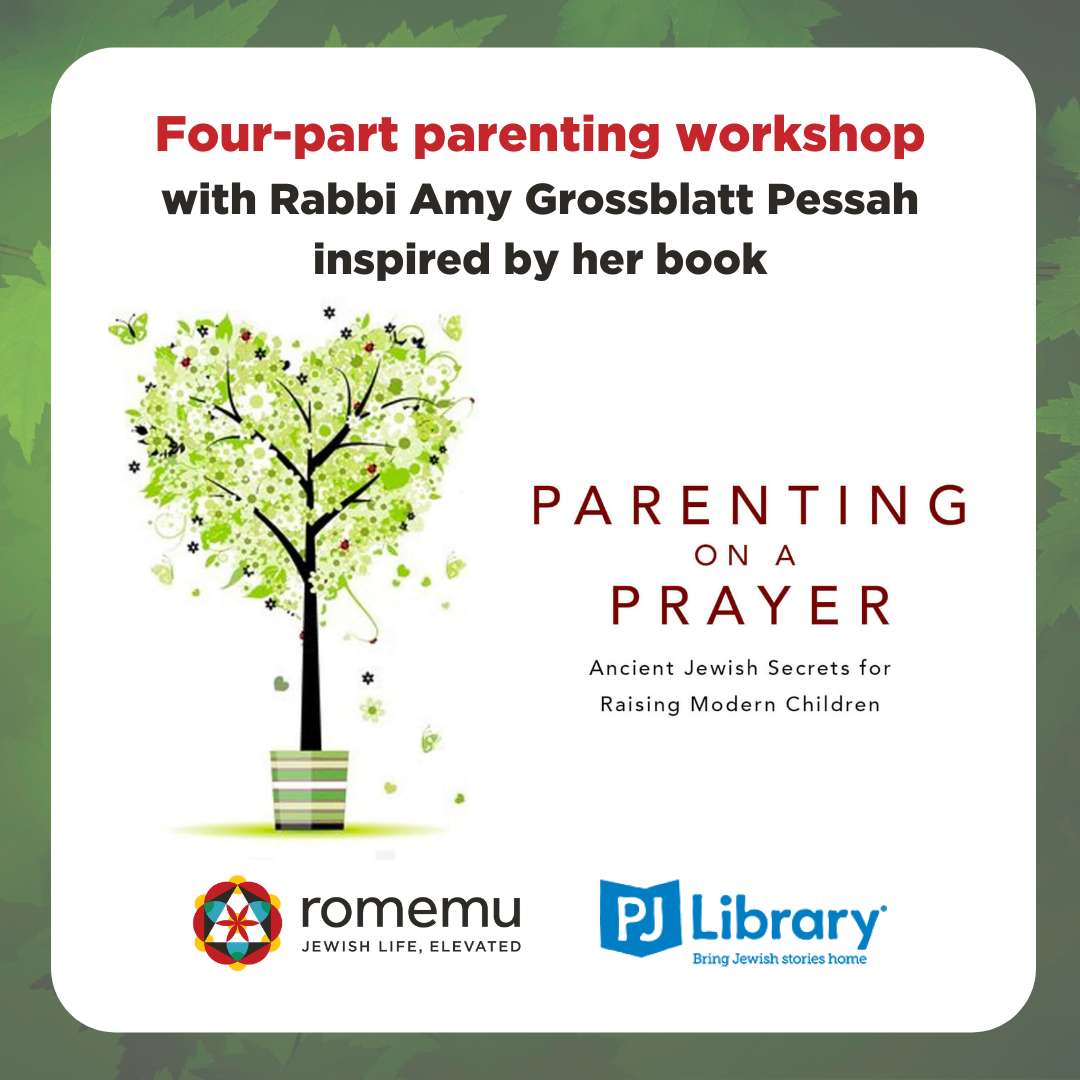 Four-part parenting workshop
with Rabbi Amy Grossblatt Pessah
inspired by her book
PARENTING
ON A
PRAYER
Ancient Jewish Secrets for
Raising Modern Children
romemu
JEWISH LIFE, ELEVATED
PJ Library
Bring Jewish stories home